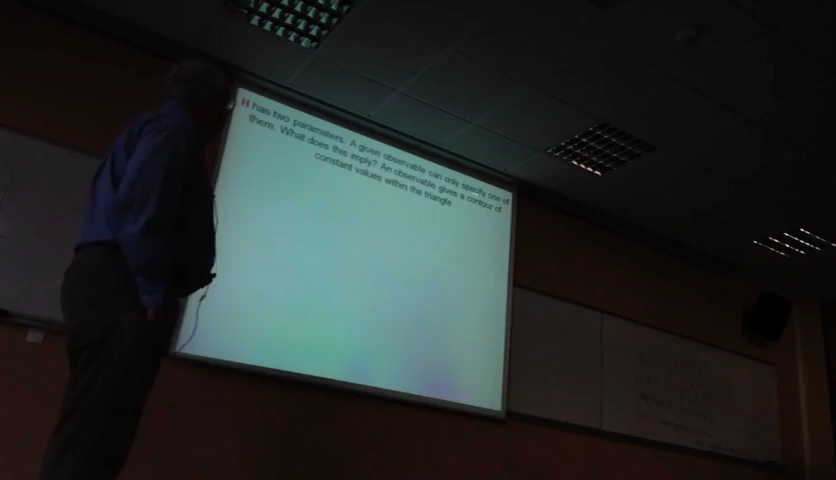 H has two parameters. A given observable can only specify one of
them. What does this imply? An observable gives a contour of
constant values within the triangle